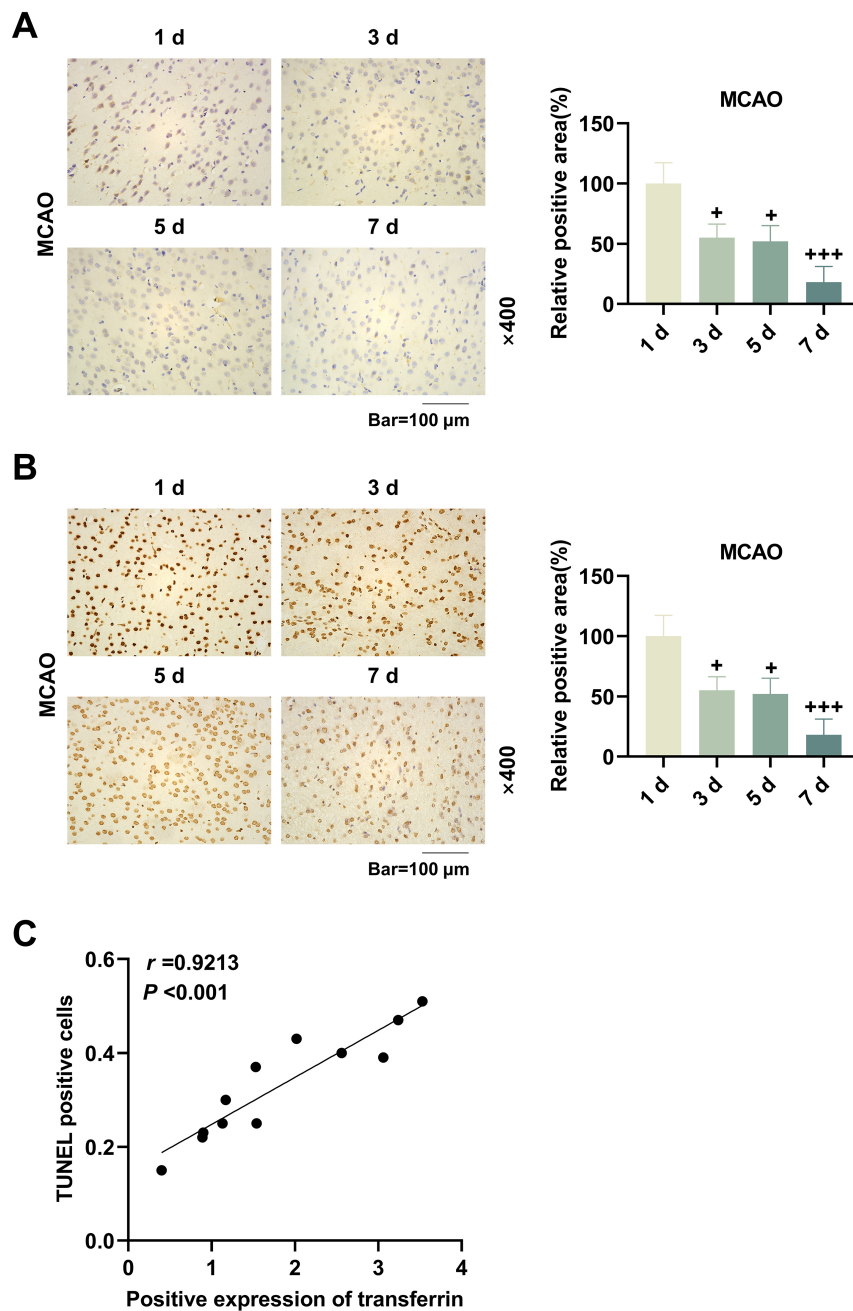 A
1 d
3 d
MCAO
5 d
7 d
×400
Bar=100 μm
MCAO
Relative positive area(%)
150
100
50
0
+
+
+++
1 d
3 d
5 d
7 d
B
1 d
3 d
MCAO
5 d
7 d
×400
Bar=100 μm
MCAO
Relative positive area(%)
150
100
50
0
+
+
+++
1 d
3 d
5 d
7 d
C
r =0.9213
P <0.001
TUNEL positive cells
0.6
0.4
0.2
0.0
0
1
2
3
4
Positive expression of transferrin